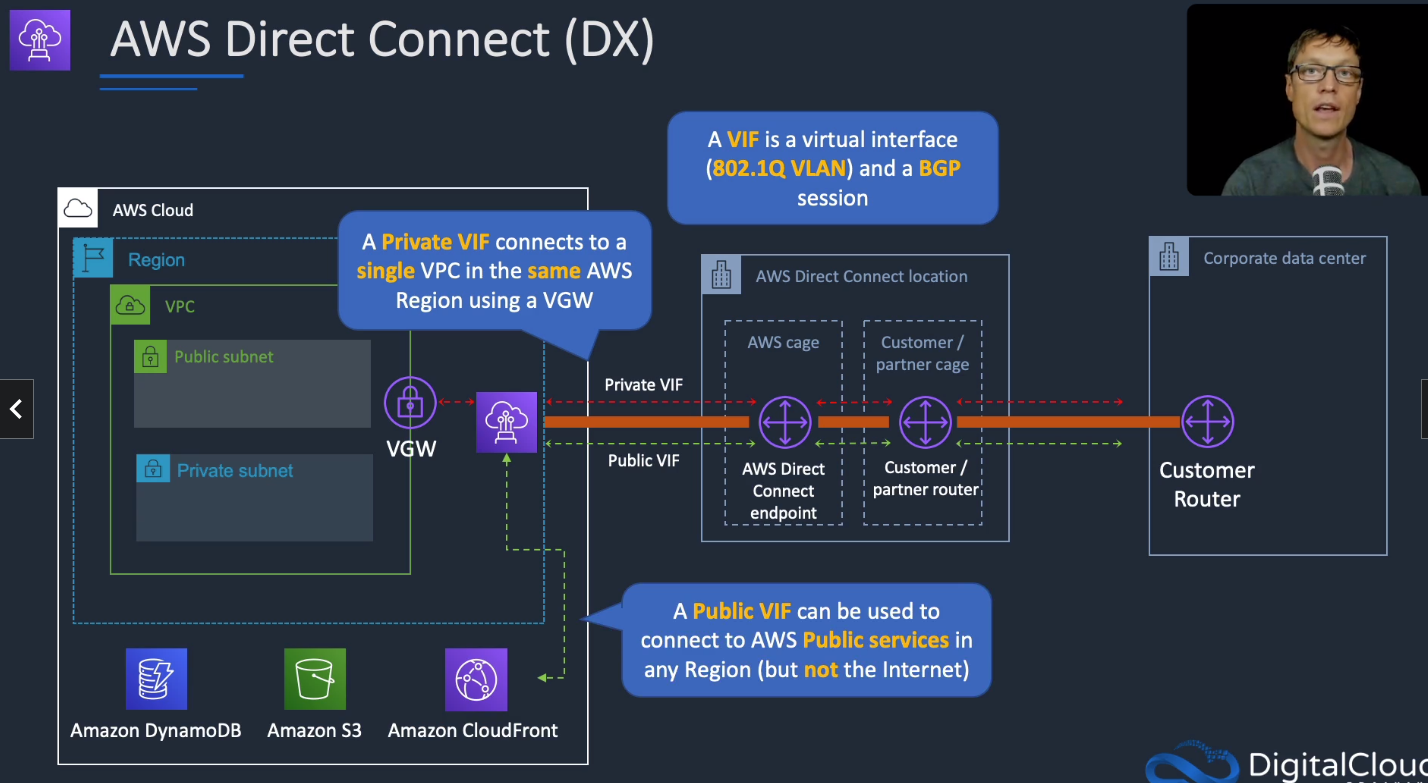 AWS Direct Connect (DX)
A VIF is a virtual interface
(802.1Q VLAN) and a BGP
session
AWS Cloud
A Private VIF connects to a
single VPC in the same AWS
Region using a VGW
Region
VPC
Public subnet
Private subnet
VGW
Private VIF
Public VIF
AWS Direct Connect location
AWS cage
Customer /
partner cage
AWS Direct
Connect
endpoint
Customer /
partner router
Corporate data center
Customer
Router
A Public VIF can be used to
connect to AWS Public services in
any Region (but not the Internet)
Amazon DynamoDB
Amazon S3
Amazon CloudFront
DigitalClou